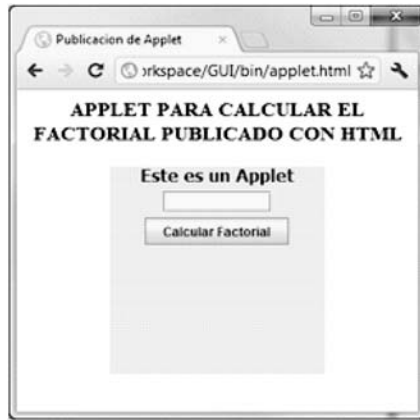 Publicacion de Applet
rkspace/GUI/bin/applet.html
APPLET PARA CALCULAR EL
FACTORIAL PUBLICADO CON HTML
Este es un Applet
Calcular Factorial